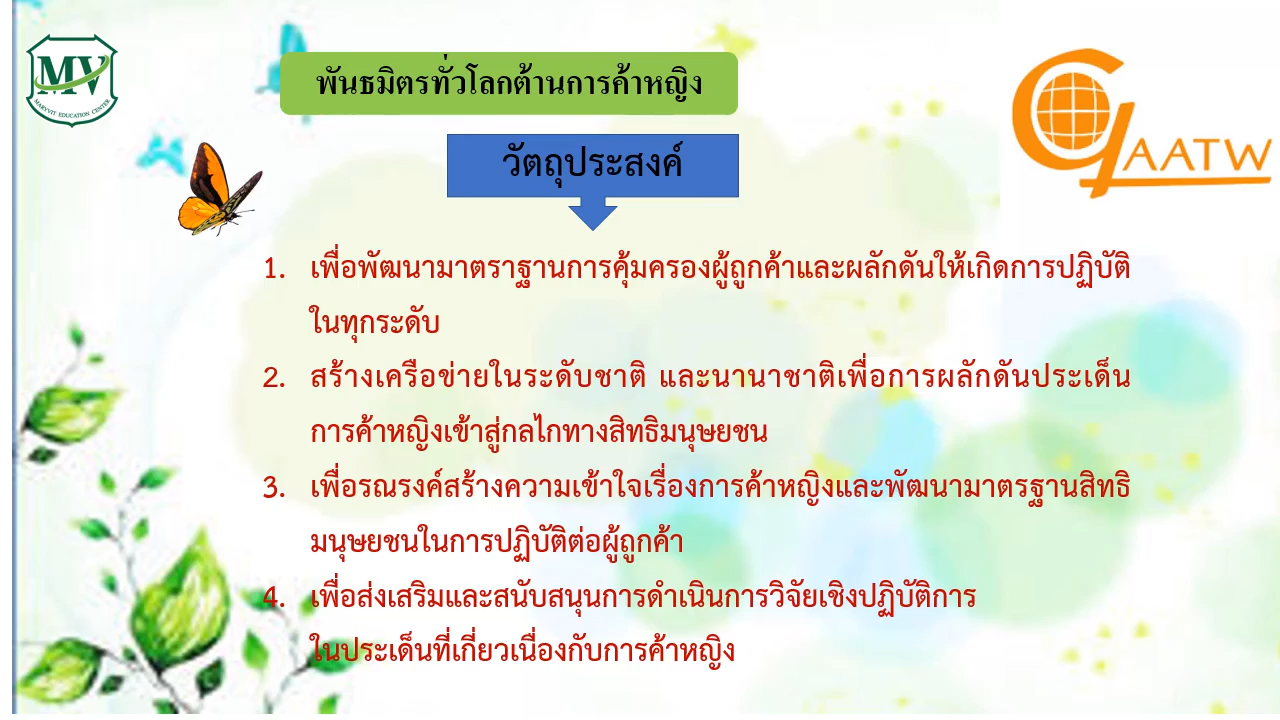 MV
MARYVIT EDUCATION CENTER
พันธมิตรทั่วโลกต้านการค้าหญิง
GAATW
วัตถุประสงค์
1. เพื่อพัฒนามาตราฐานการคุ้มครองผู้ถูกค้าและผลักดันให้เกิดการปฏิบัติ
ในทุกระดับ
2. สร้างเครือข่ายในระดับชาติ และนานาชาติเพื่อการผลักดันประเด็น
การค้าหญิงเข้าสู่กลไกทางสิทธิมนุษยชน
3. เพื่อรณรงค์สร้างความเข้าใจเรื่องการค้าหญิงและพัฒนามาตรฐานสิทธิ
มนุษยชนในการปฏิบัติต่อผู้ถูกค้า
4. เพื่อส่งเสริมและสนับสนุนการดำเนินการวิจัยเชิงปฏิบัติการ
ในประเด็นที่เกี่ยวเนื่องกับการค้าหญิง